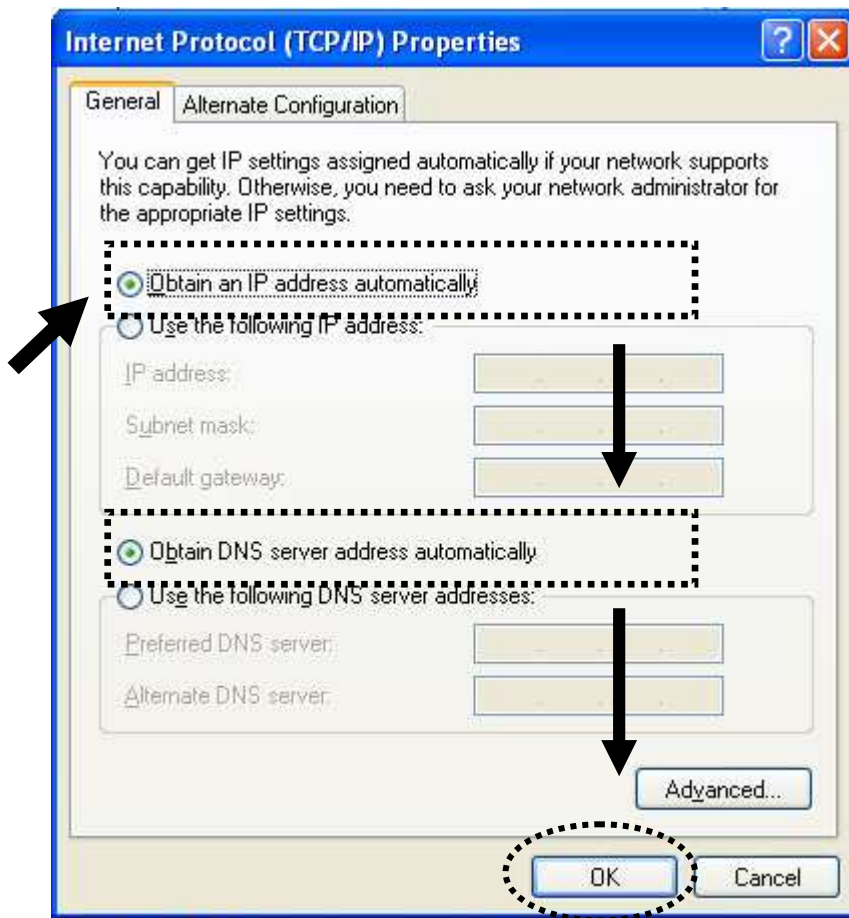 Internet Protocol (TCP/IP) Properties
?
General
Alternate Configuration
You can get IP settings assigned automatically if your network supports
this capability. Otherwise, you need to ask your network administrator for
the appropriate IP settings.
Obtain an IP address automatically
Use the following IP address:
IP address:
Subnet mask:
Default gateway:
Obtain DNS server address automatically
Use the following DNS server addresses:
Preferred DNS server:
Alternate DNS server:
Advanced...
OK
Cancel